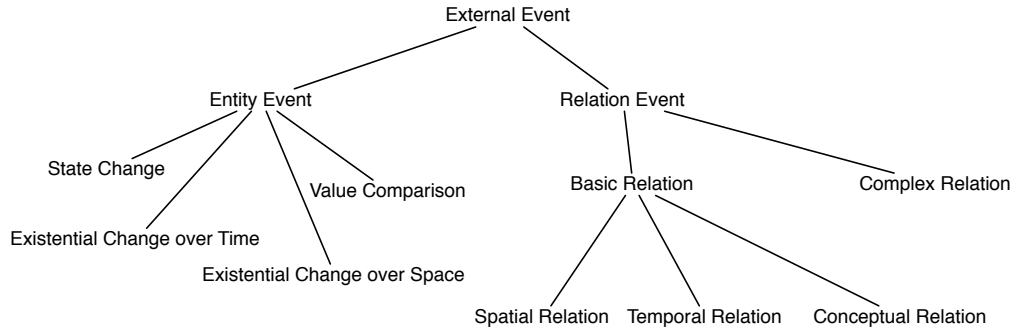 External Event
Entity Event
Relation Event
State Change
Value Comparison
Basic Relation
Complex Relation
Existential Change over Time
Existential Change over Space
Spatial Relation
Temporal Relation
Conceptual Relation